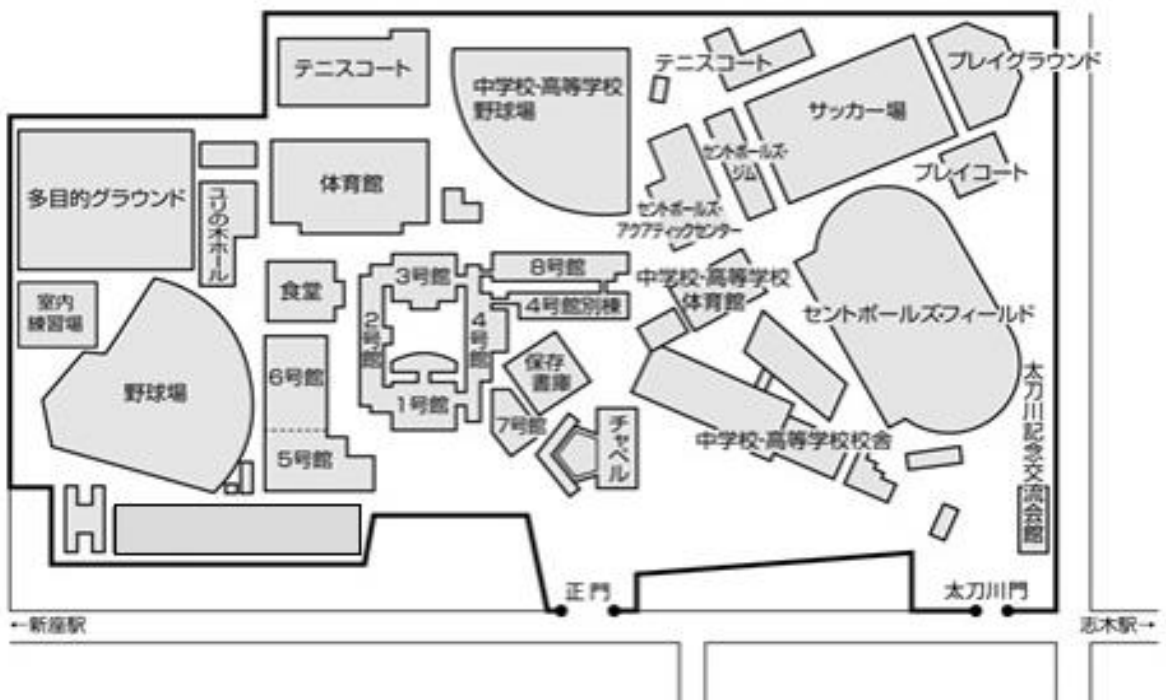 テニスコート
中学校・高等学校
野球場
テニスコート
プレイグラウンド
サッカー場
多目的グラウンド
ユリの木ホール
体育館
セントポールズ・
ジム
プレイコート
セントポールズ・
アクアティックセンター
室内
練習場
食堂
3号館
8号館
4号館別棟
中学校・高等学校
体育館
セントポールズ・フィールド
2号館
4号館
野球場
6号館
1号館
保存
書庫
7号館
チャペル
中学校・高等学校校舎
太刀川記念交流会館
5号館
正門
太刀川門
←新座駅
志木駅→